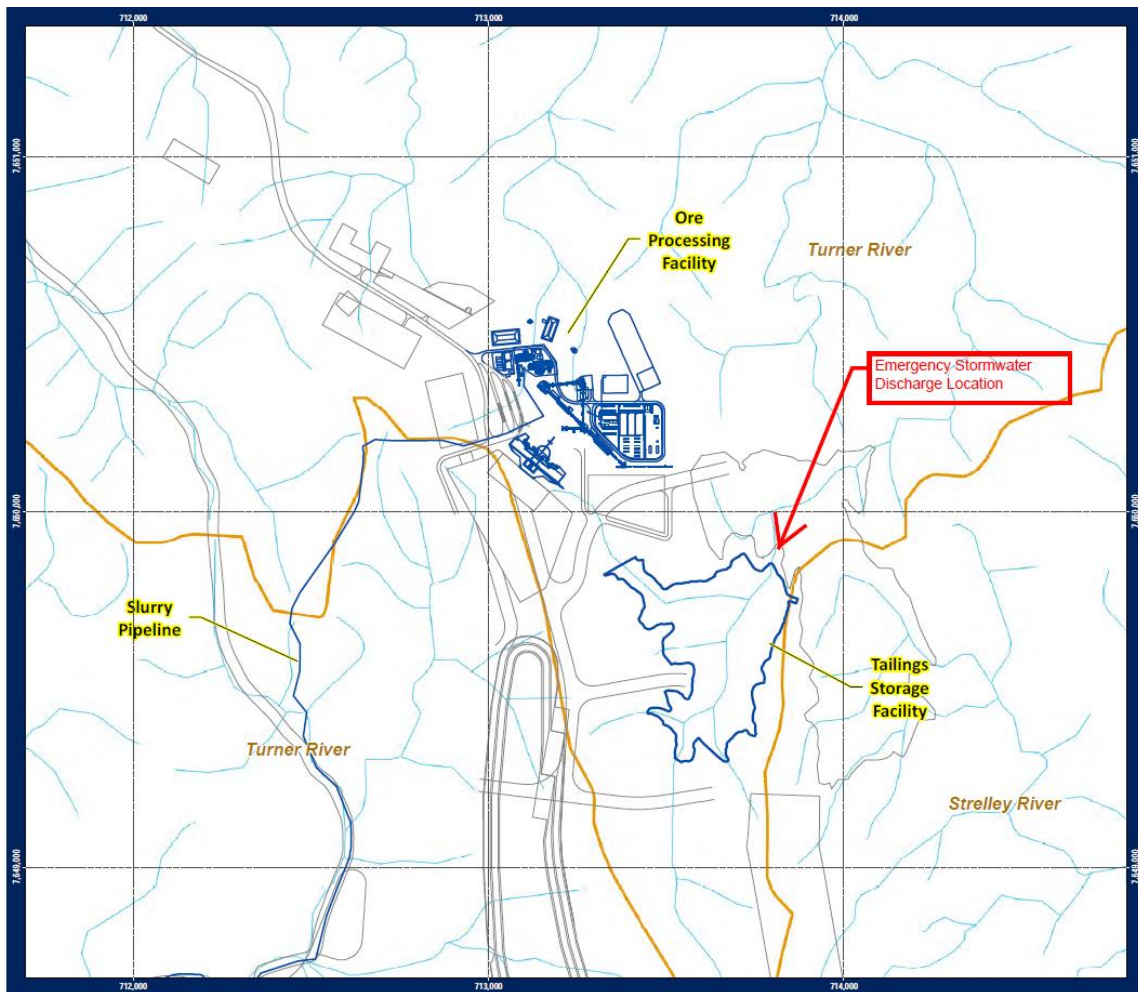 712,000
713,000
714,000
7,651,000
7,651,000
Ore
Processing
Facility
Turner River
Emergency Stormwater
Discharge Location
7,650,000
7,650,000
Slurry
Pipeline
Tailings
Storage
Facility
Turner River
Strelley River
7,649,000
7,649,000
712,000
713,000
714,000